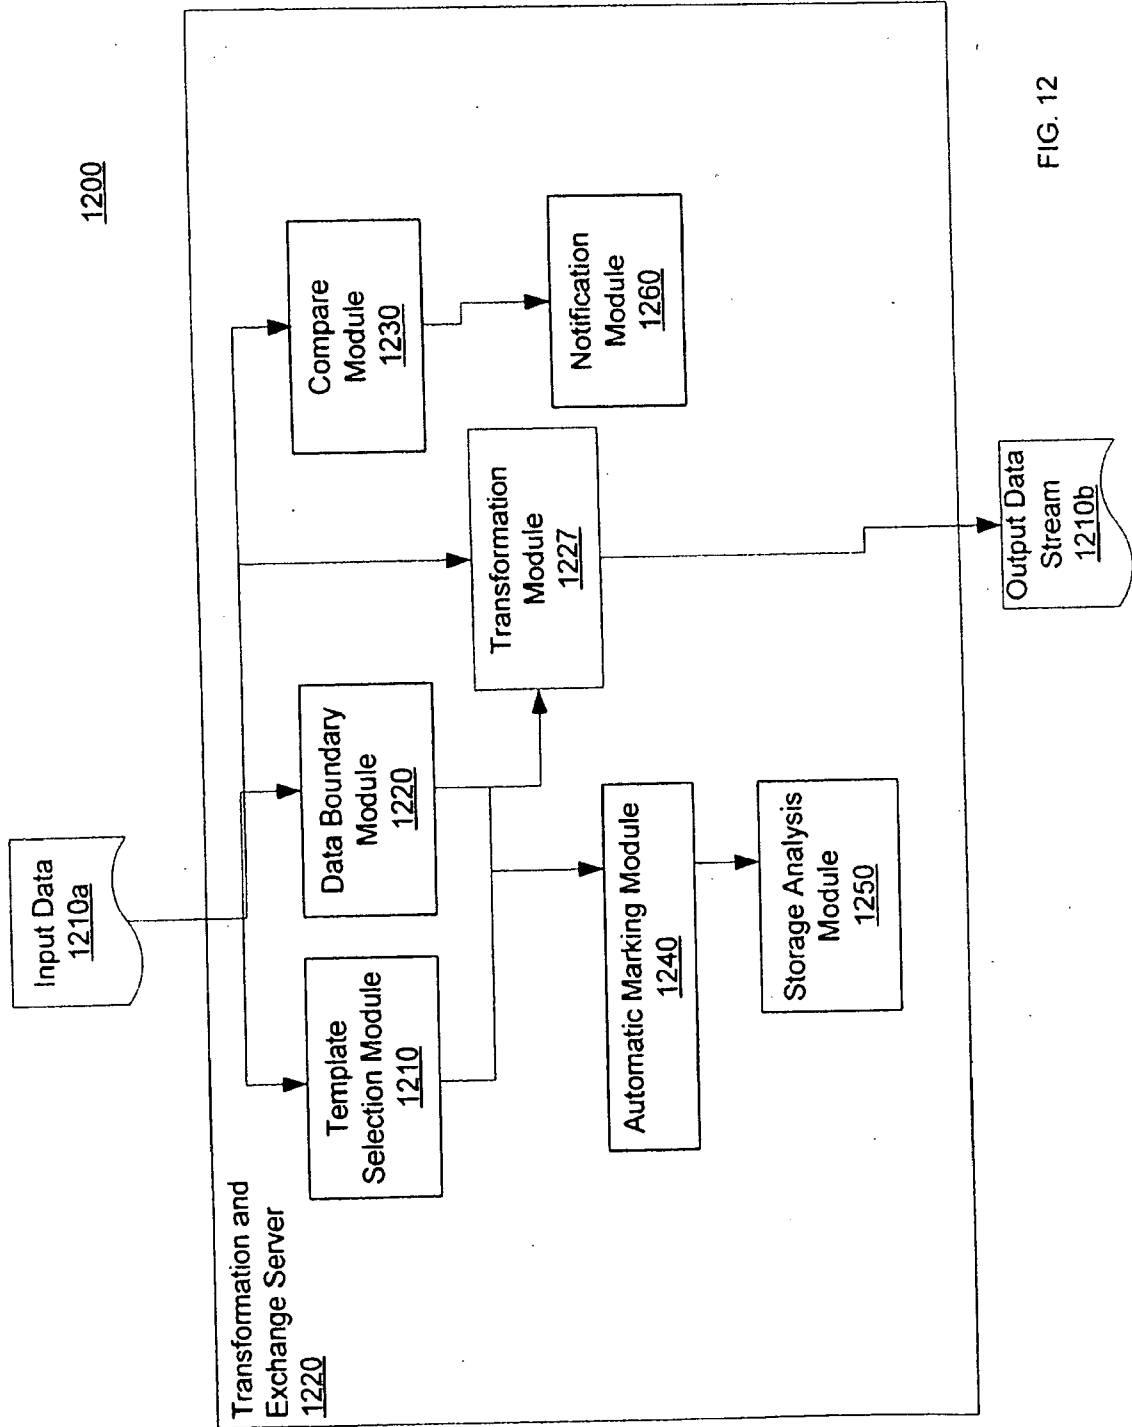 1200
Input Data
1210a
Transformation and
Exchange Server
1220
Template
Selection Module
1210
Data Boundary
Module
1220
Compare
Module
1230
Transformation
Module
1227
Notification
Module
1260
Automatic Marking Module
1240
Storage Analysis
Module
1250
Output Data
Stream
1210b
FIG. 12